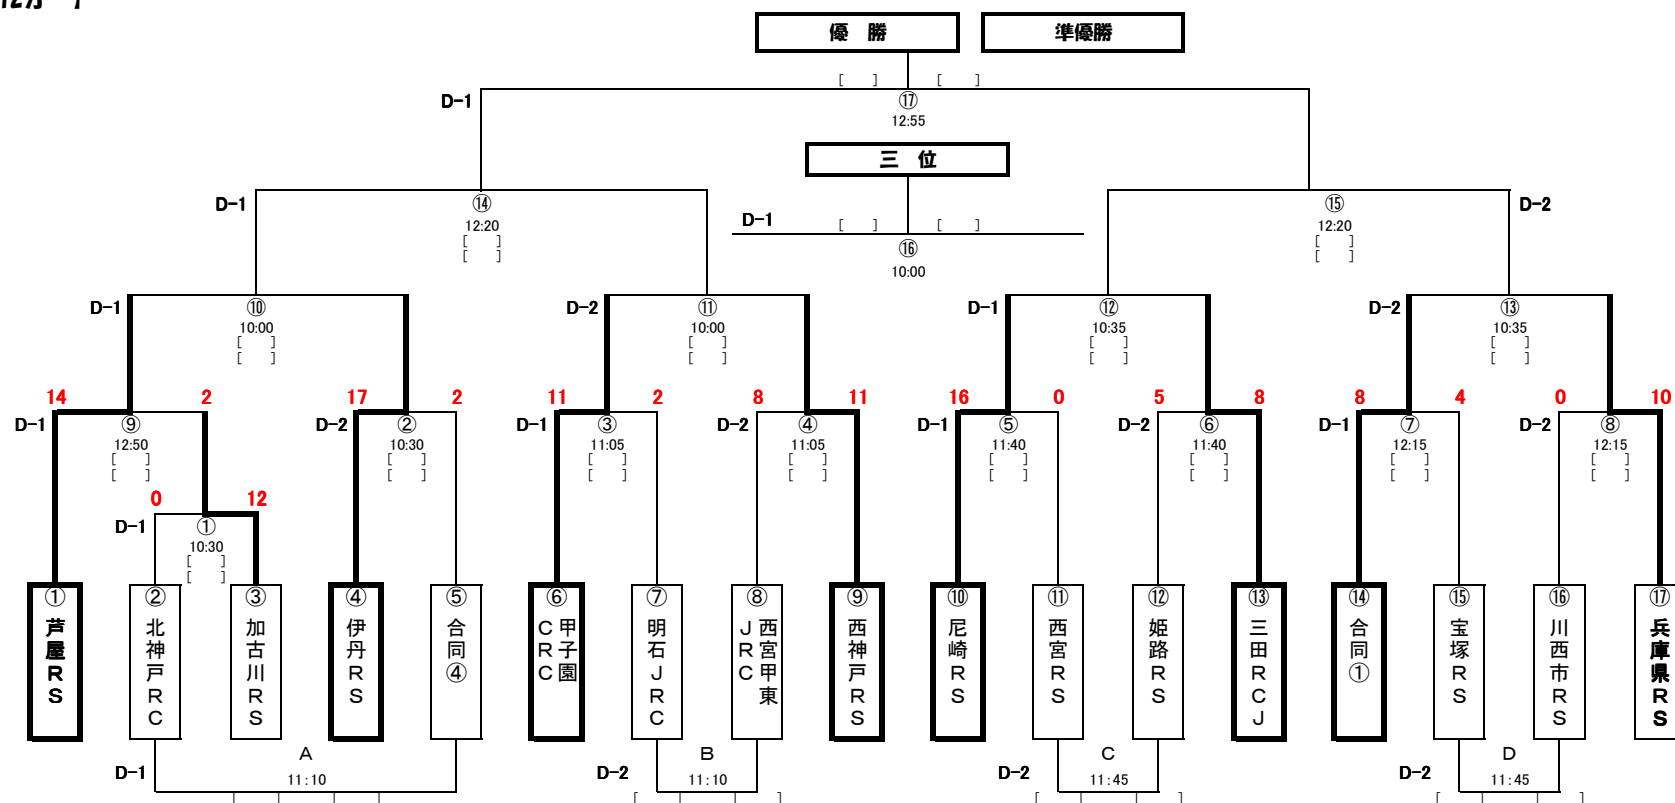 優　勝　準優勝
[　] [　]
D-1
⑰
12:55
三　位
D-1 ⑭ D-1 [　] [　] ⑮ D-2
12:20 ⑯ 12:20
[　] 10:00 [　]
[　] [　]
D-1 ⑩ D-2 ⑪ D-1 ⑫ D-2 ⑬
10:00 10:00 10:35 10:35
[　] [　] [　] [　]
[　] [　] [　] [　]
14 2 17 2 11 2 8 11 16 0 5 8 8 4 0 10
D-1 ⑨ D-2 ② D-1 ③ D-2 ④ D-1 ⑤ D-2 ⑥ D-1 ⑦ D-2 ⑧
12:50 10:30 11:05 11:05 11:40 11:40 12:15 12:15
[　] [　] [　] [　] [　] [　] [　] [　]
[　] [　] [　] [　] [　] [　] [　] [　]
0 12
D-1 ①
10:30
[　]
[　]
① 芦屋RS
② 北神戸RC
③ 加古川RS
④ 伊丹RS
⑤ 合同④
⑥ 甲子園CRC
⑦ 明石JRC
⑧ 西宮甲東JRC
⑨ 西神戸RS
⑩ 尼崎RS
⑪ 西宮RS
⑫ 姫路RS
⑬ 三田RCJ
⑭ 合同①
⑮ 宝塚RS
⑯ 川西市RS
⑰ 兵庫県RS
A B C D
D-1 11:10 D-2 11:10 D-2 11:45 D-2 11:45